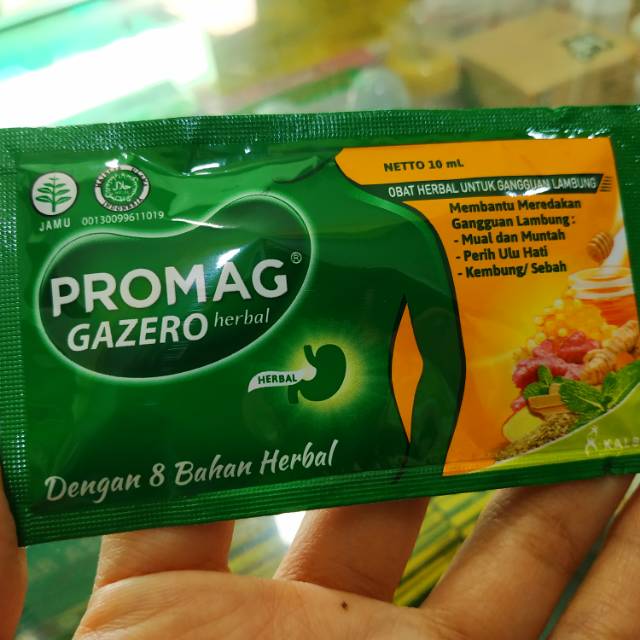 NETTO 10 mL
OBAT HERBAL UNTUK GANGGUAN LAMBUNG
JAMU 00130099611019
Membantu Meredakan
Gangguan Lambung :
- Mual dan Muntah
- Perih Ulu Hati
- Kembung/ Sebah
PROMAG®
GAZERO herbal
HERBAL
Dengan 8 Bahan Herbal